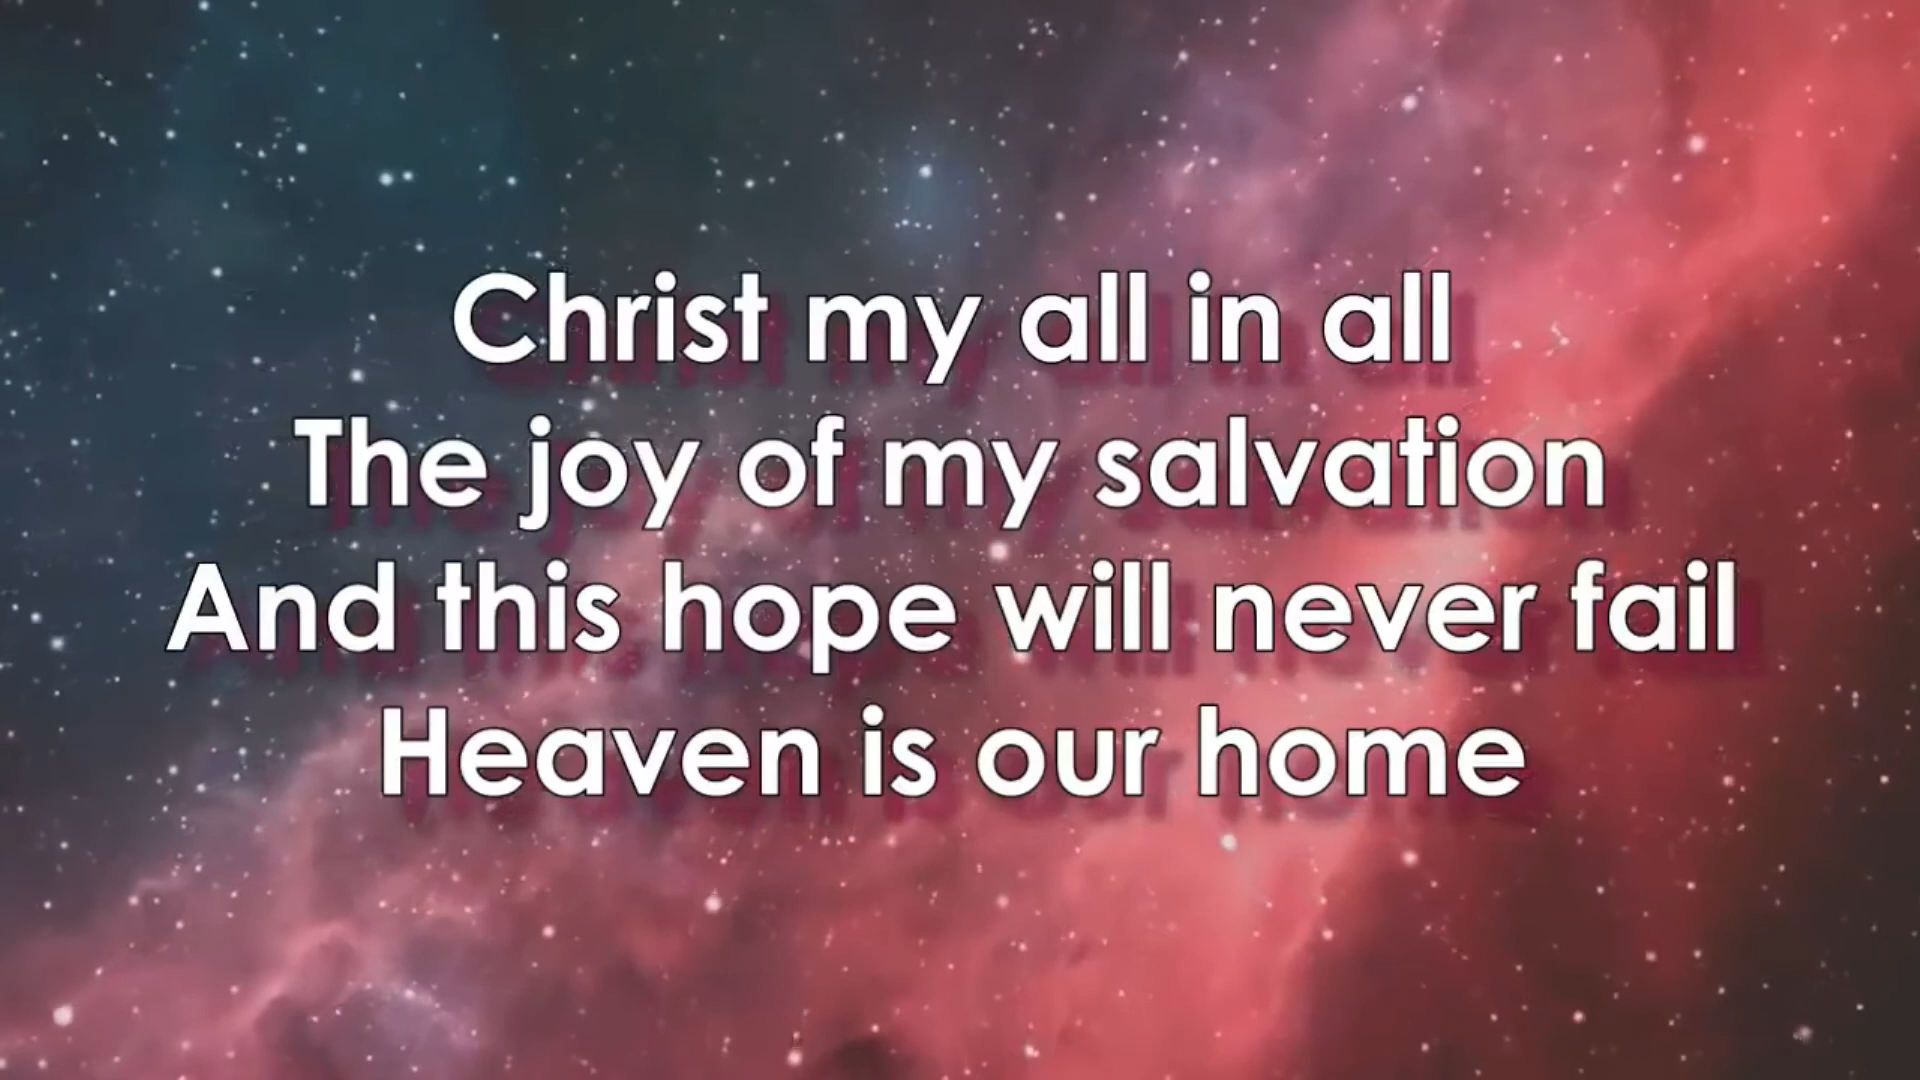 Christ my all in all
The joy of my salvation
And this hope will never fail
Heaven is our home